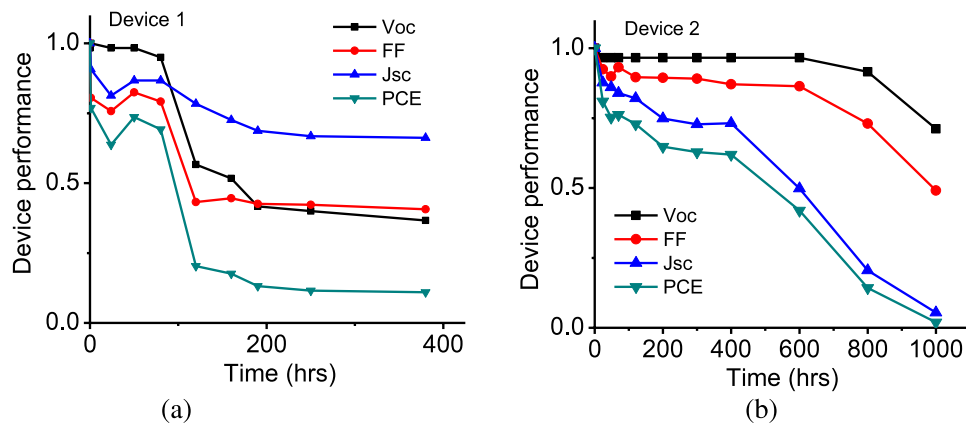 Device 1
Voc
FF
Jsc
PCE
1.0
0.5
0.0
Device performance
0
200
400
Time (hrs)
(a)
Device 2
1.0
0.5
0.0
Device performance
Voc
FF
Jsc
PCE
0
200
400
600
800
1000
Time (hrs)
(b)